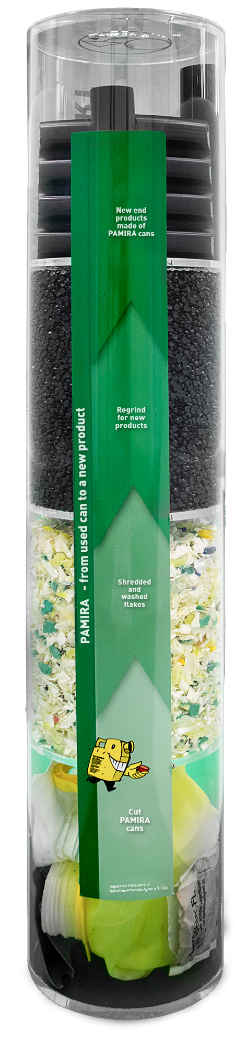 New end
products
made of
PAMIRA cans
Regrind
for new
products
Shredded
and
washed
flakes
Cut
PAMIRA
cans
PAMIRA - from used can to a new product